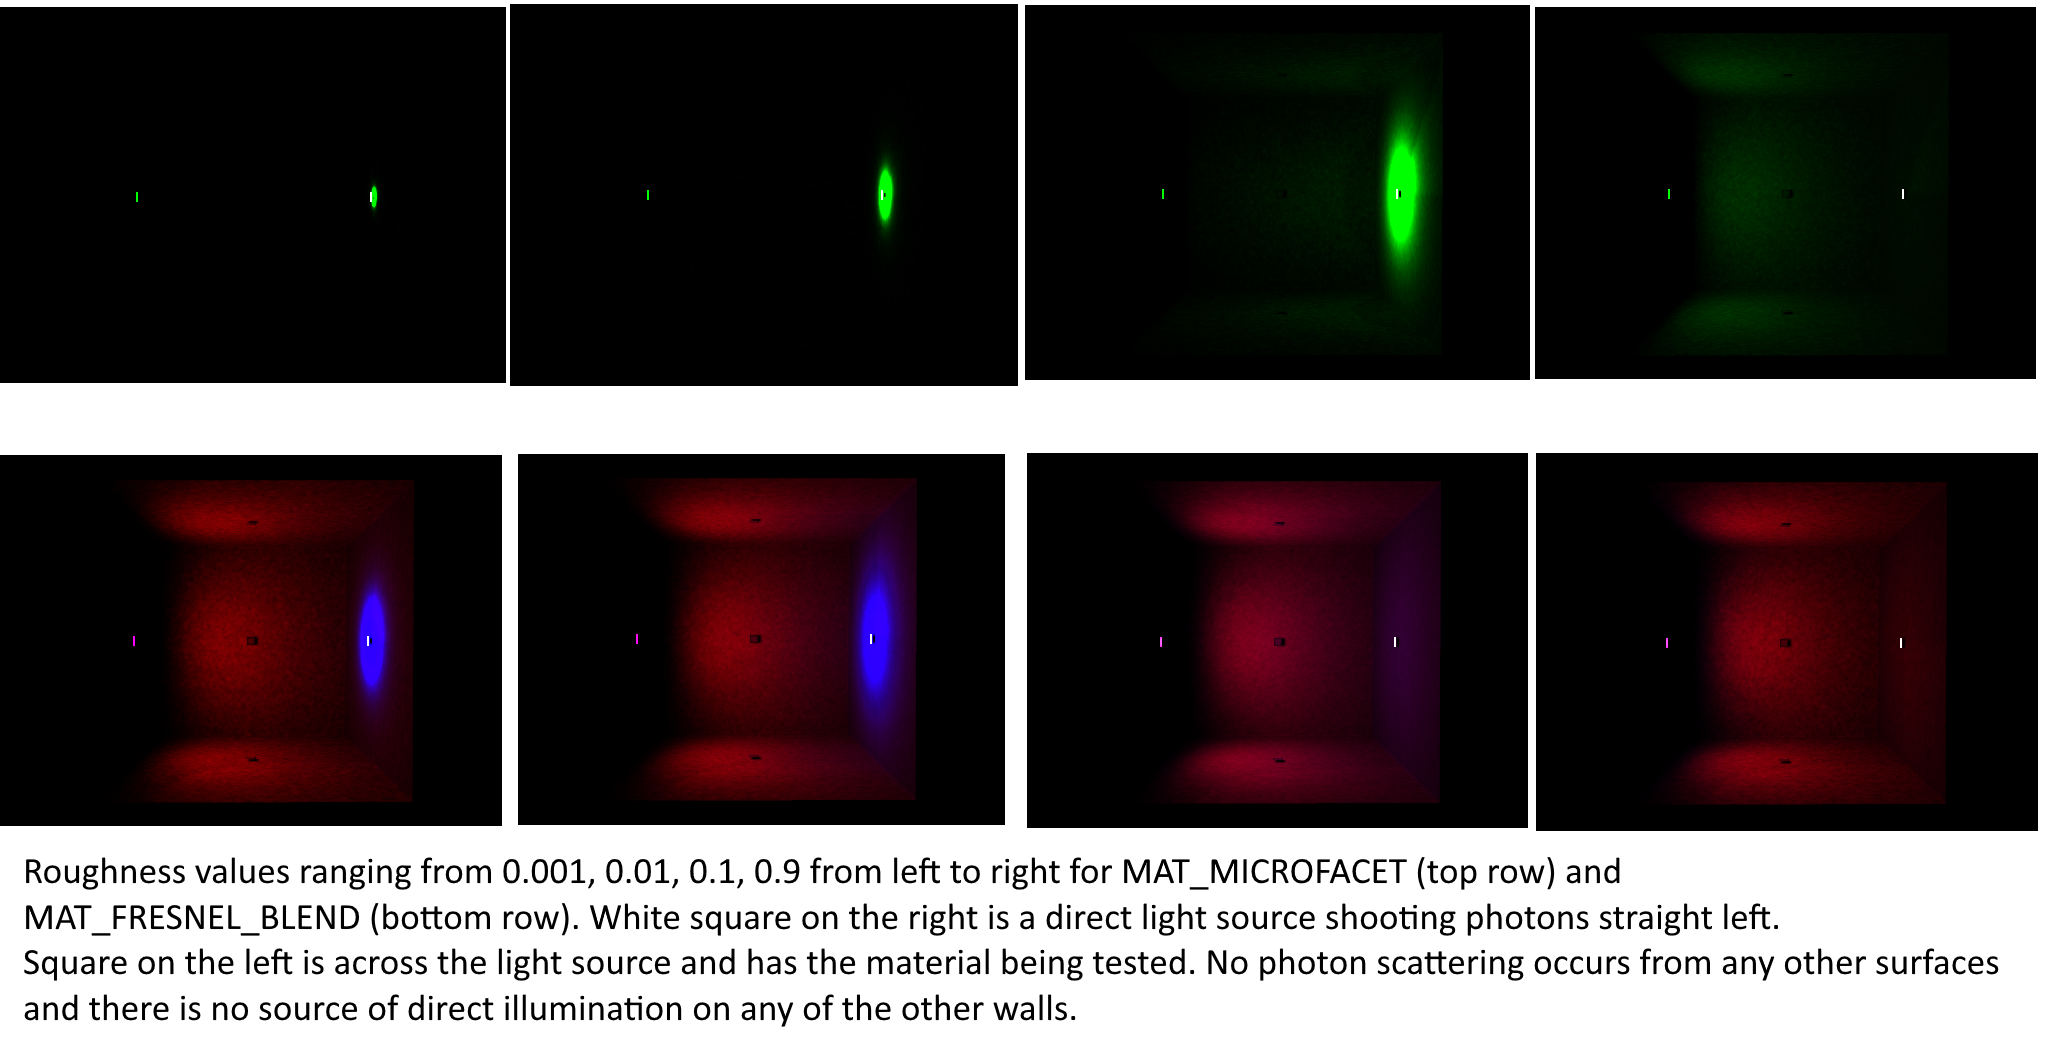 Roughness values ranging from 0.001, 0.01, 0.1, 0.9 from left to right for MAT_MICROFACET (top row) and
MAT_FRESNEL_BLEND (bottom row). White square on the right is a direct light source shooting photons straight left.
Square on the left is across the light source and has the material being tested. No photon scattering occurs from any other surfaces
and there is no source of direct illumination on any of the other walls.